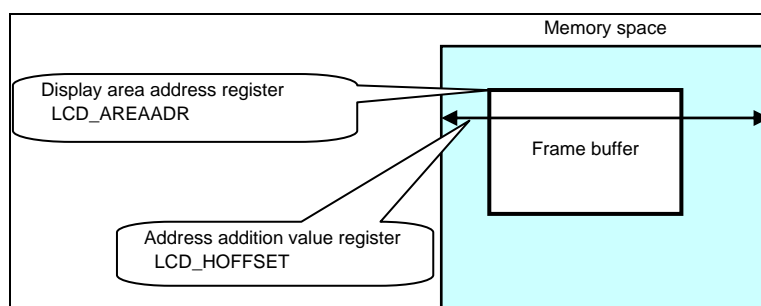 Memory space
Display area address register
LCD_AREAADR
Frame buffer
Address addition value register
LCD_HOFFSET